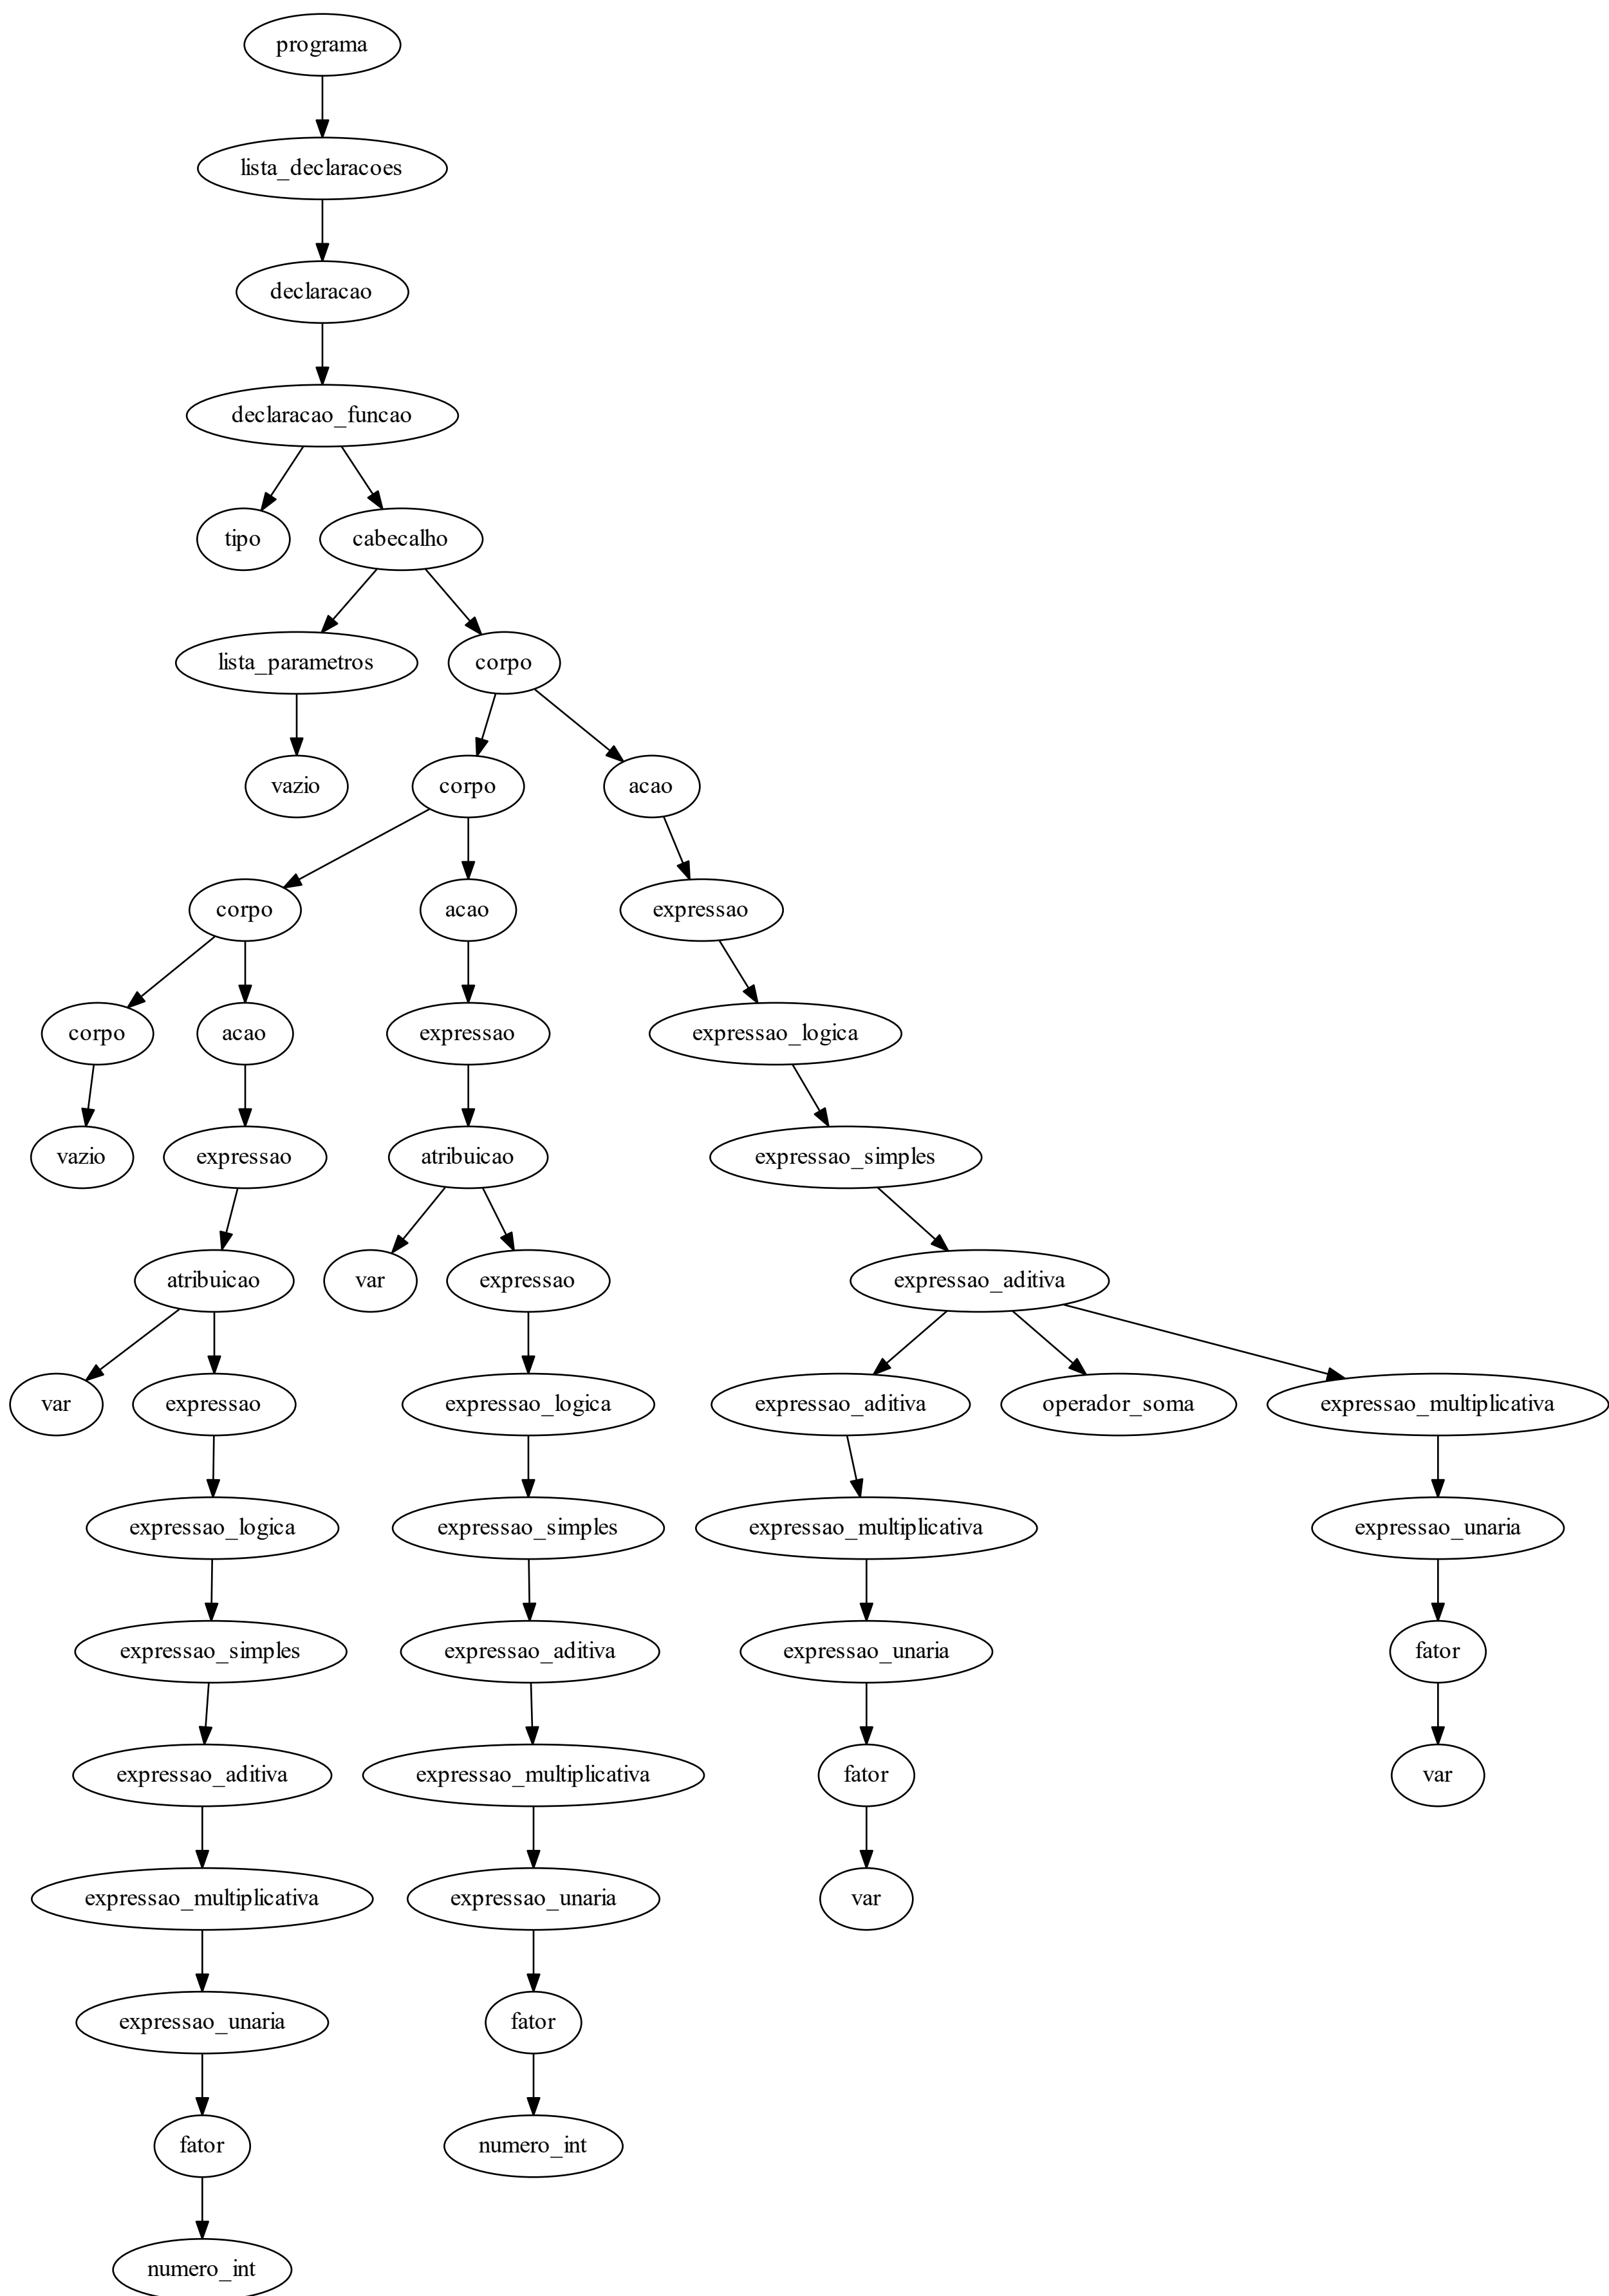 programa
lista_declaracoes
declaracao
declaracao_funcao
tipo cabecalho
lista_parametros corpo
vazio corpo acao
corpo acao expressao
corpo acao expressao expressao_logica
vazio expressao atribuicao expressao_simples
atribuicao var expressao expressao_aditiva
var expressao expressao_logica expressao_aditiva operador_soma expressao_multiplicativa
expressao_logica expressao_simples expressao_multiplicativa expressao_unaria
expressao_simples expressao_aditiva expressao_unaria fator
expressao_aditiva expressao_multiplicativa fator var
expressao_multiplicativa expressao_unaria var
expressao_unaria fator
fator numero_int
numero_int